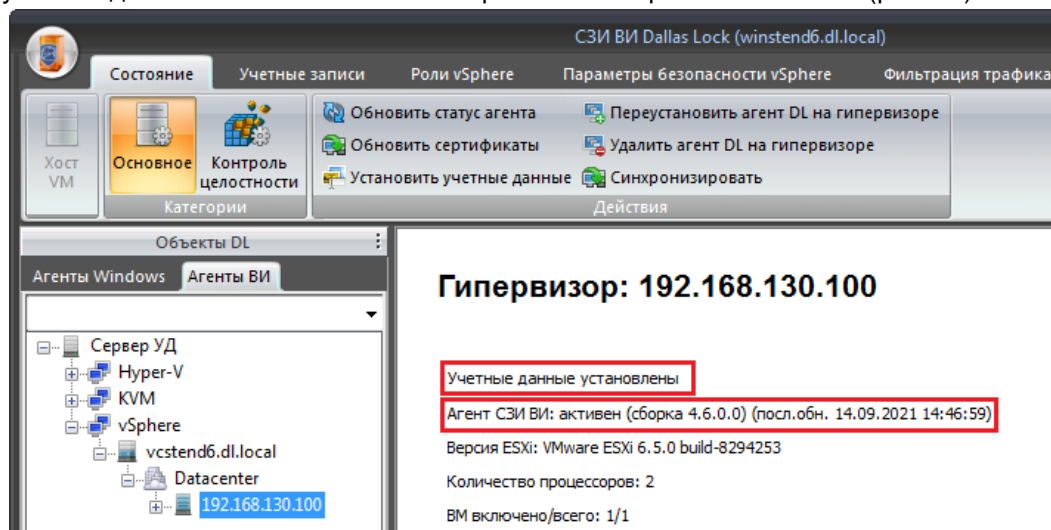 СЗИ ВИ Dallas Lock (winstend6.dl.local)
Состояние Учетные записи Роли vSphere Параметры безопасности vSphere Фильтрация трафика
Хост VM
Основное
Контроль целостности
Категории
Обновить статус агента
Обновить сертификаты
Установить учетные данные
Переустановить агент DL на гипервизоре
Удалить агент DL на гипервизоре
Синхронизировать
Действия
Объекты DL
Агенты Windows Агенты ВИ
Сервер УД
Hyper-V
KVM
vSphere
vcstend6.dl.local
Datacenter
192.168.130.100
Гипервизор: 192.168.130.100
Учетные данные установлены
Агент СЗИ ВИ: активен (сборка 4.6.0.0) (посл.обн. 14.09.2021 14:46:59)
Версия ESXi: VMware ESXi 6.5.0 build-8294253
Количество процессоров: 2
ВМ включено/всего: 1/1